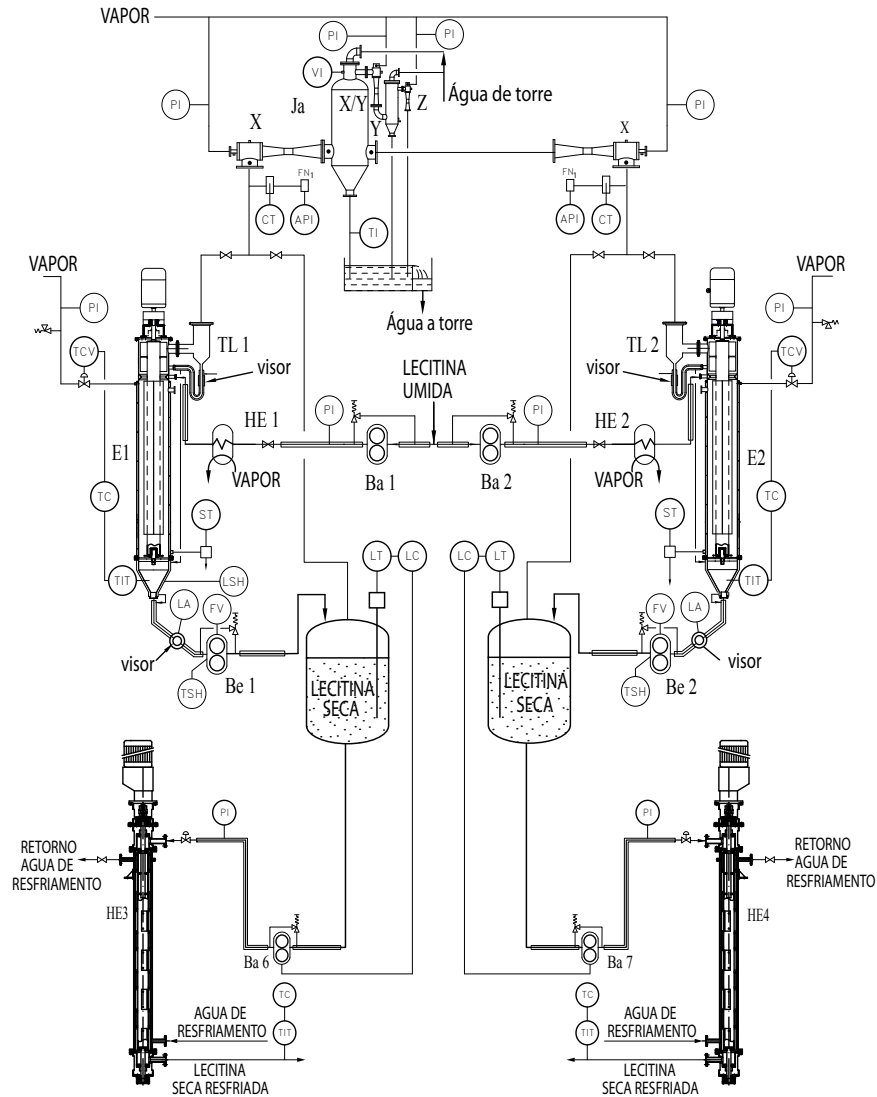 VAPOR
PI
PI
VI
Água de torre
PI
Ja
X/Y
Z
PI
X
Y
X
FN1
FN1
CT
API
TI
API
CT
VAPOR
VAPOR
Água a torre
PI
PI
TL 1
TL 2
TCV
visor
visor
TCV
LECITINA
UMIDA
HE 1
PI
PI
HE 2
E1
E2
VAPOR
Ba 1
Ba 2
VAPOR
TC
TC
ST
ST
LT
LC
LC
LT
TIT
LSH
TIT
LA
FV
FV
LA
visor
visor
TSH
Be 1
LECITINA
SECA
LECITINA
SECA
TSH
Be 2
PI
PI
RETORNO
AGUA DE
RESFRIAMENTO
RETORNO
AGUA DE
RESFRIAMENTO
HE3
HE4
Ba 6
Ba 7
TC
TC
AGUA DE
RESFRIAMENTO
TIT
TIT
AGUA DE
RESFRIAMENTO
LECITINA
SECA RESFRIADA
LECITINA
SECA RESFRIADA